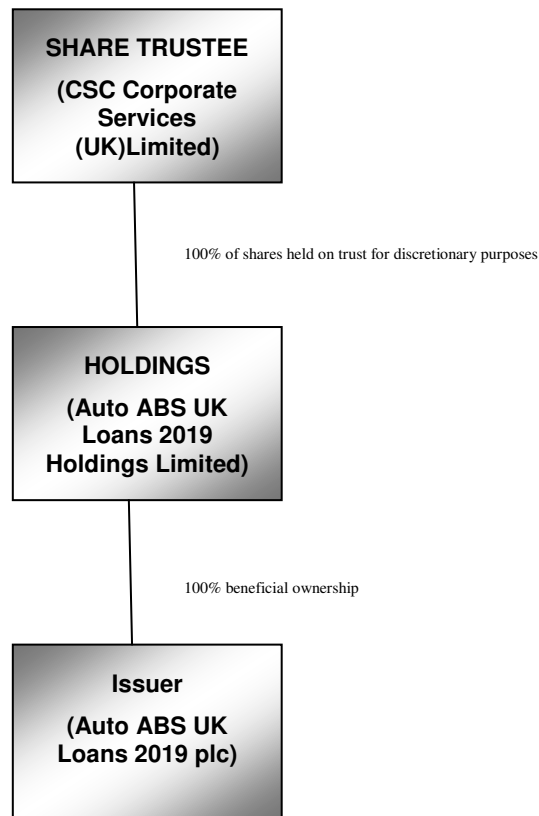 SHARE TRUSTEE
(CSC Corporate
Services
(UK)Limited)
100% of shares held on trust for discretionary purposes
HOLDINGS
(Auto ABS UK
Loans 2019
Holdings Limited)
100% beneficial ownership
Issuer
(Auto ABS UK
Loans 2019 plc)